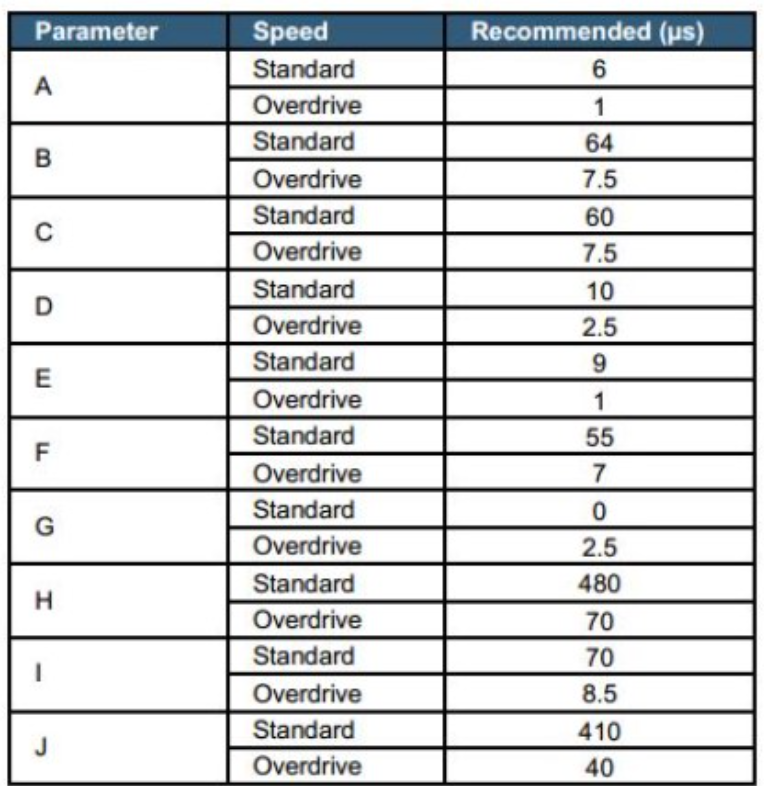 Parameter Speed Recommended (µs)
A Standard 6
Overdrive 1
B Standard 64
Overdrive 7.5
C Standard 60
Overdrive 7.5
D Standard 10
Overdrive 2.5
E Standard 9
Overdrive 1
F Standard 55
Overdrive 7
G Standard 0
Overdrive 2.5
H Standard 480
Overdrive 70
I Standard 70
Overdrive 8.5
J Standard 410
Overdrive 40